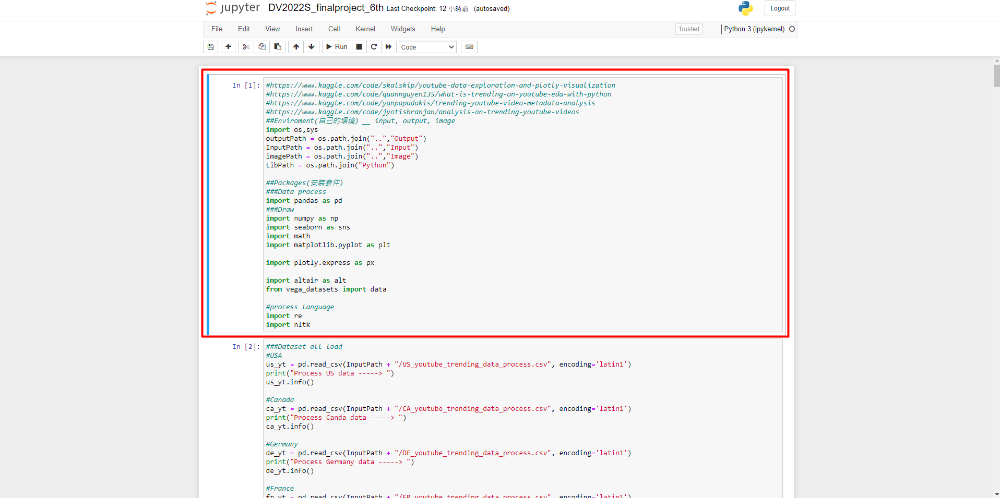 jupyter DV2022S_finalproject_6th Last Checkpoint: 12 小時前 (autosaved) Logout
File Edit View Insert Cell Kernel Widgets Help Trusted Python 3 (ipykernel)
Run Code
In [1]: #https://www.kaggle.com/code/skalskip/youtube-data-exploration-and-plotly-visualization
#https://www.kaggle.com/code/quannguyen135/what-is-trending-on-youtube-eda-with-python
#https://www.kaggle.com/code/yanpapadakis/trending-youtube-video-metadata-analysis
#https://www.kaggle.com/code/jyotishranjan/analysis-on-trending-youtube-videos
##Enviroment(自己的環境) __ input, output, image
import os,sys
outputPath = os.path.join("..","Output")
InputPath = os.path.join("..","Input")
imagePath = os.path.join("..","Image")
LibPath = os.path.join("Python")
##Packages(安裝套件)
###Data process
import pandas as pd
###Draw
import numpy as np
import seaborn as sns
import math
import matplotlib.pyplot as plt
import plotly.express as px
import altair as alt
from vega_datasets import data
#process language
import re
import nltk
In [2]: ###Dataset all load
#USA
us_yt = pd.read_csv(InputPath + "/US_youtube_trending_data_process.csv", encoding='latin1')
print("Process US data -----> ")
us_yt.info()
#Canada
ca_yt = pd.read_csv(InputPath + "/CA_youtube_trending_data_process.csv", encoding='latin1')
print("Process Canda data -----> ")
ca_yt.info()
#Germany
de_yt = pd.read_csv(InputPath + "/DE_youtube_trending_data_process.csv", encoding='latin1')
print("Process Germany data -----> ")
de_yt.info()
#France
fr_yt = pd.read_csv(InputPath + "/FR_youtube_trending_data_process.csv", encoding='latin1')